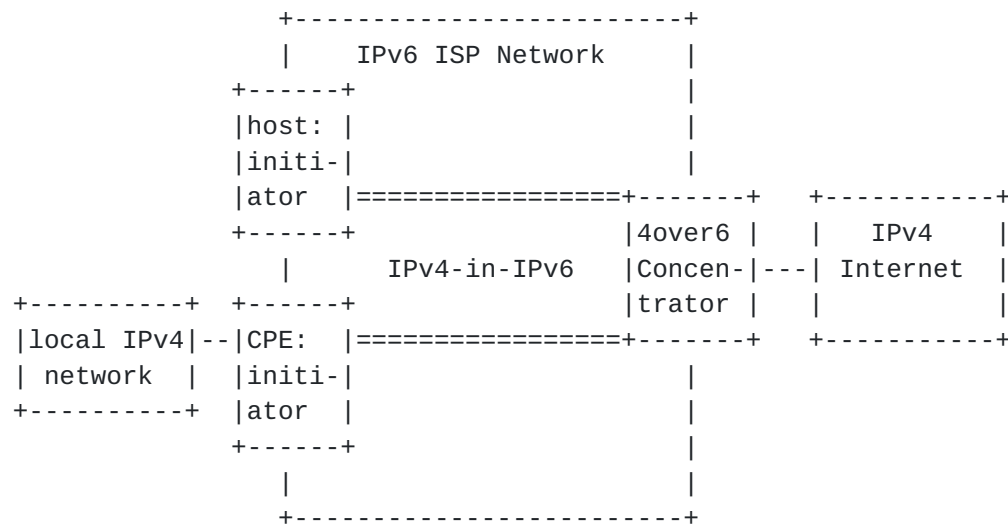 IPv6 ISP Network
host:
initi-
ator
4over6 IPv4
IPv4-in-IPv6 Concen- Internet
trator
local IPv4 CPE:
network initi-
ator